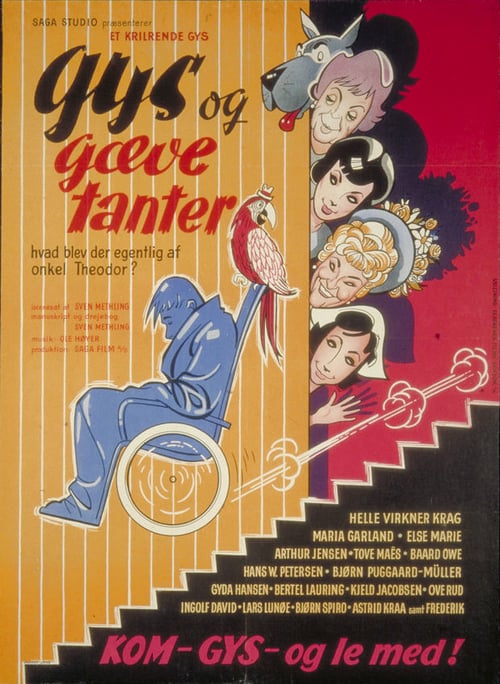 SAGA STUDIO præsenterer
ET KRILRENDE GYS
gys og
gæve
tanter
hvad blev der egentlig af
onkel Theodor?
iscenesat af SVEN METHLING
manuskript og drejebog
SVEN METHLING
musik: OLE HØYER
produktion: SAGA FILM A/S
HELLE VIRKNER KRAG
MARIA GARLAND • ELSE MARIE
ARTHUR JENSEN • TOVE MAËS • BAARD OWE
HANS W. PETERSEN • BJØRN PUGGAARD-MÜLLER
GYDA HANSEN • BERTEL LAURING • KJELD JACOBSEN • OVE RUD
INGOLF DAVID • LARS LUNØE • BJØRN SPIRO • ASTRID KRAA samt FREDERIK
KOM-GYS-og le med!